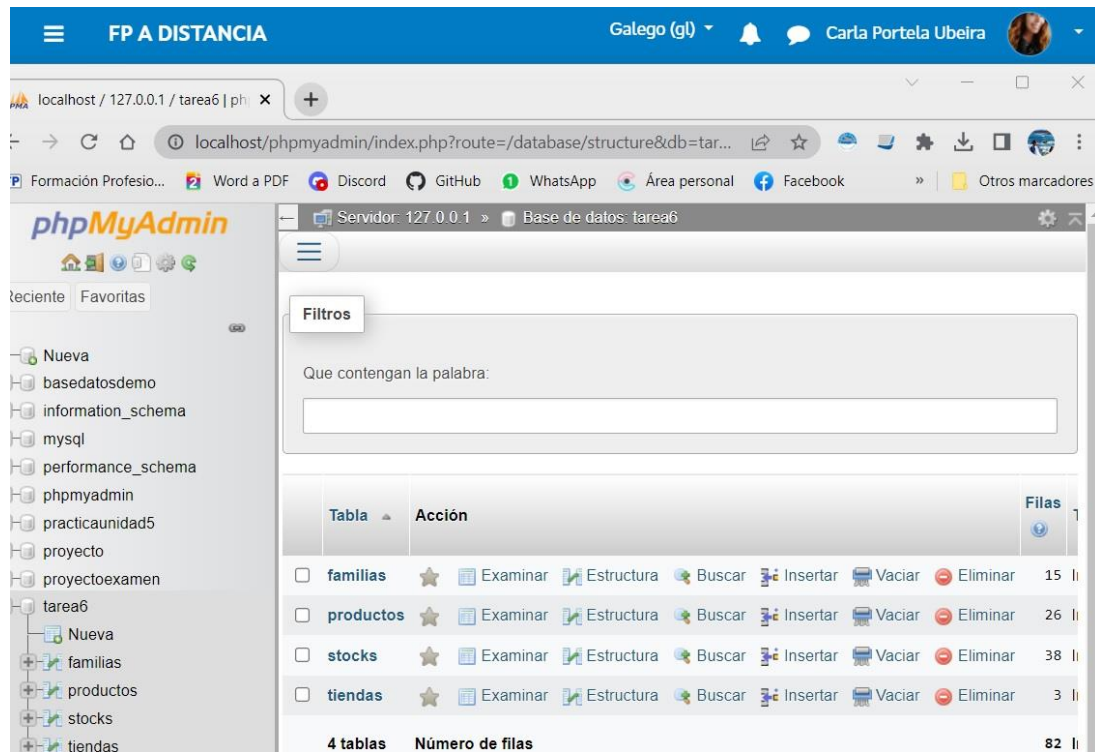 FP A DISTANCIA Galego (gl) Carla Portela Ubeira
localhost / 127.0.0.1 / tarea6 | ph
localhost/phpmyadmin/index.php?route=/database/structure&db=tar...
Formación Profesio... Word a PDF Discord GitHub WhatsApp Área personal Facebook » Otros marcadores
phpMyAdmin
Servidor: 127.0.0.1 » Base de datos: tarea6
Reciente Favoritas
Nueva
basedatosdemo
information_schema
mysql
performance_schema
phpmyadmin
practicaunidad5
proyecto
proyectoexamen
tarea6
Nueva
familias
productos
stocks
tiendas
Filtros
Que contengan la palabra:
Tabla Acción Filas
familias Examinar Estructura Buscar Insertar Vaciar Eliminar 15
productos Examinar Estructura Buscar Insertar Vaciar Eliminar 26
stocks Examinar Estructura Buscar Insertar Vaciar Eliminar 38
tiendas Examinar Estructura Buscar Insertar Vaciar Eliminar 3
4 tablas Número de filas 82